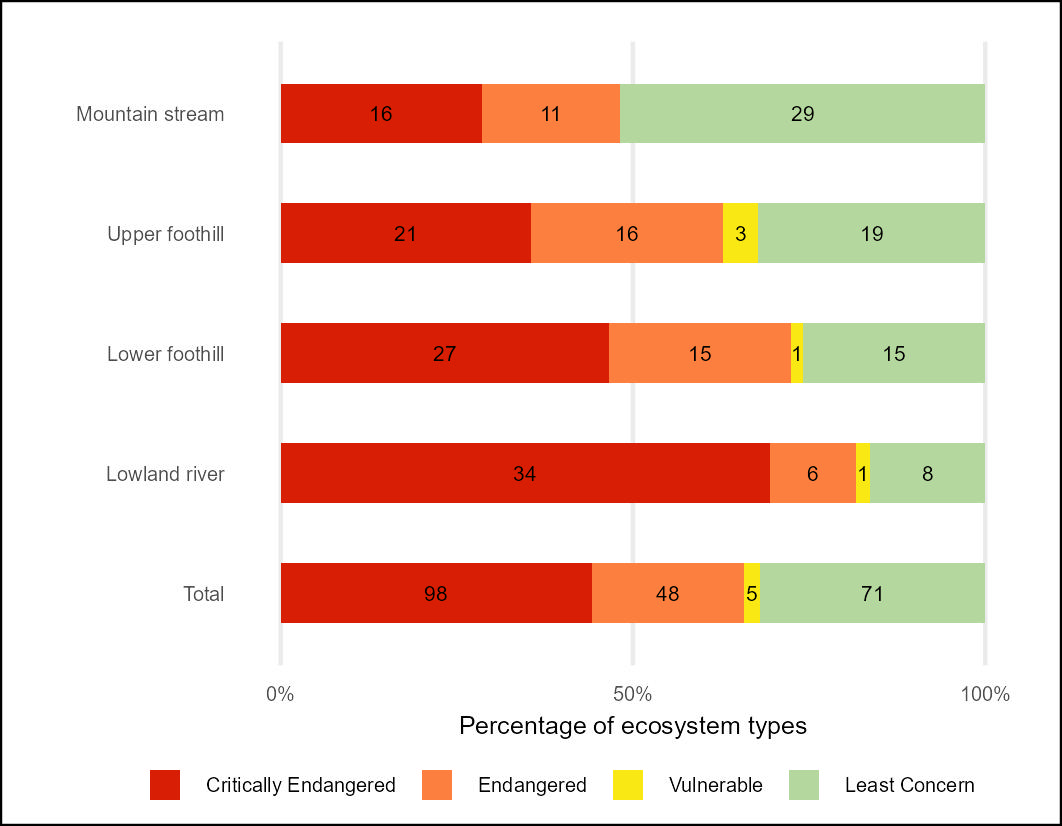 Mountain stream 16 11 29
Upper foothill 21 16 3 19
Lower foothill 27 15 1 15
Lowland river 34 6 1 8
Total 98 48 5 71
0% 50% 100%
Percentage of ecosystem types
Critically Endangered Endangered Vulnerable Least Concern